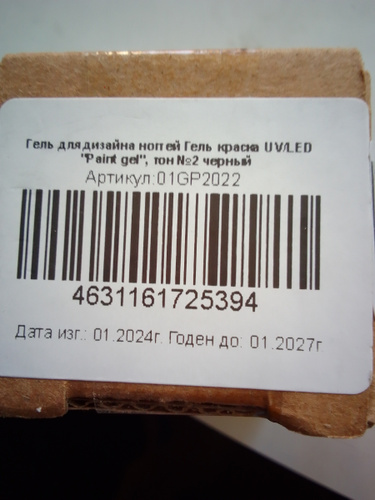 Гель для дизайна ногтей Гель краска UV/LED
"Paint gel", тон №2 черный
Артикул:01GP2022
4631161725394
Дата изг.: 01.2024г. Годен до: 01.2027г